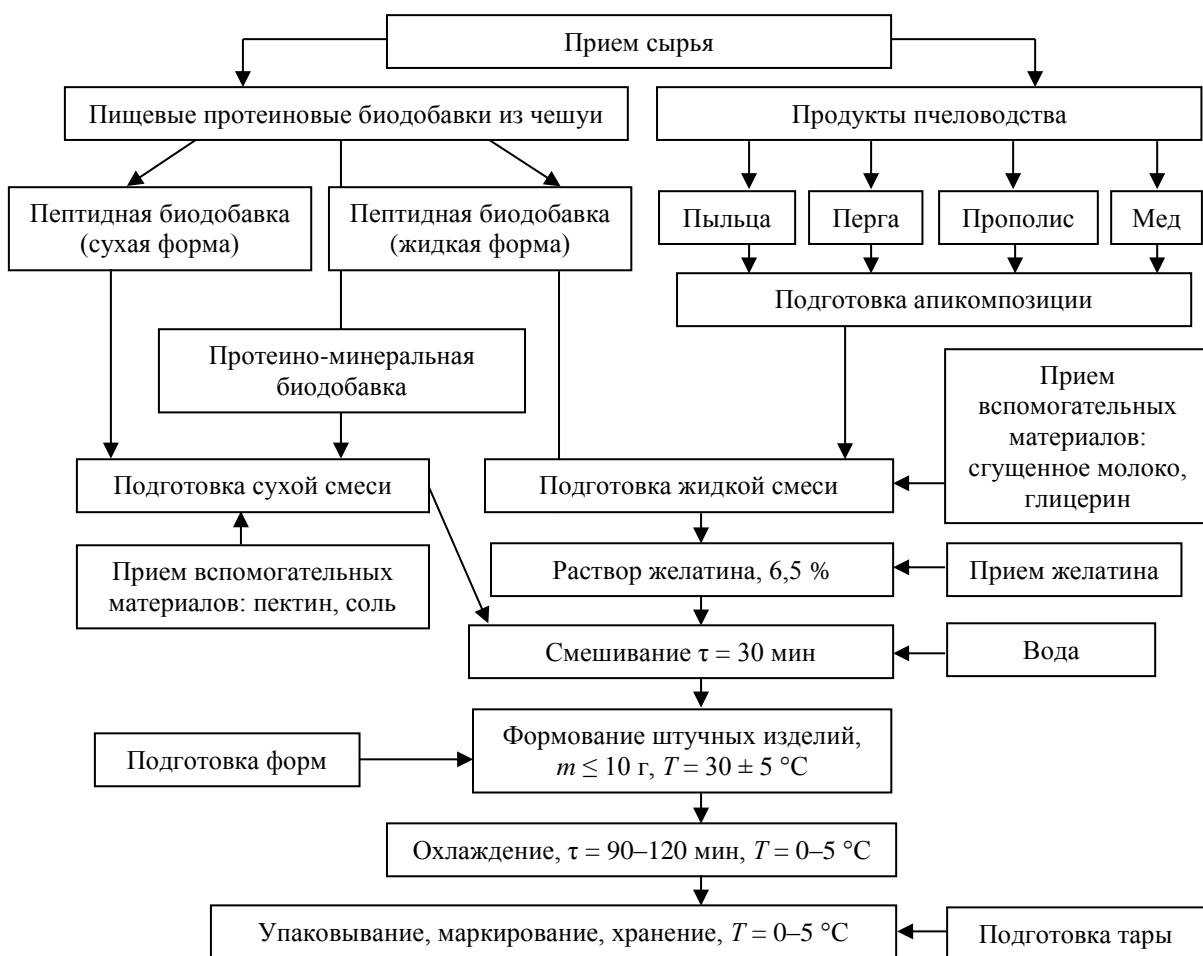 Прием сырья
Пищевые протеиновые биодобавки из чешуи
Продукты пчеловодства
Пептидная биодобавка
(сухая форма)
Пептидная биодобавка
(жидкая форма)
Пыльца
Перга
Прополис
Мед
Подготовка апикомпозиции
Протеино-минеральная
биодобавка
Прием
вспомогательных
материалов:
сгущенное молоко,
глицерин
Подготовка сухой смеси
Подготовка жидкой смеси
Прием вспомогательных
материалов: пектин, соль
Раствор желатина, 6,5 %
Прием желатина
Смешивание τ = 30 мин
Вода
Подготовка форм
Формование штучных изделий,
m ≤ 10 г, T = 30 ± 5 °C
Охлаждение, τ = 90–120 мин, T = 0–5 °C
Упаковывание, маркирование, хранение, T = 0–5 °C
Подготовка тары